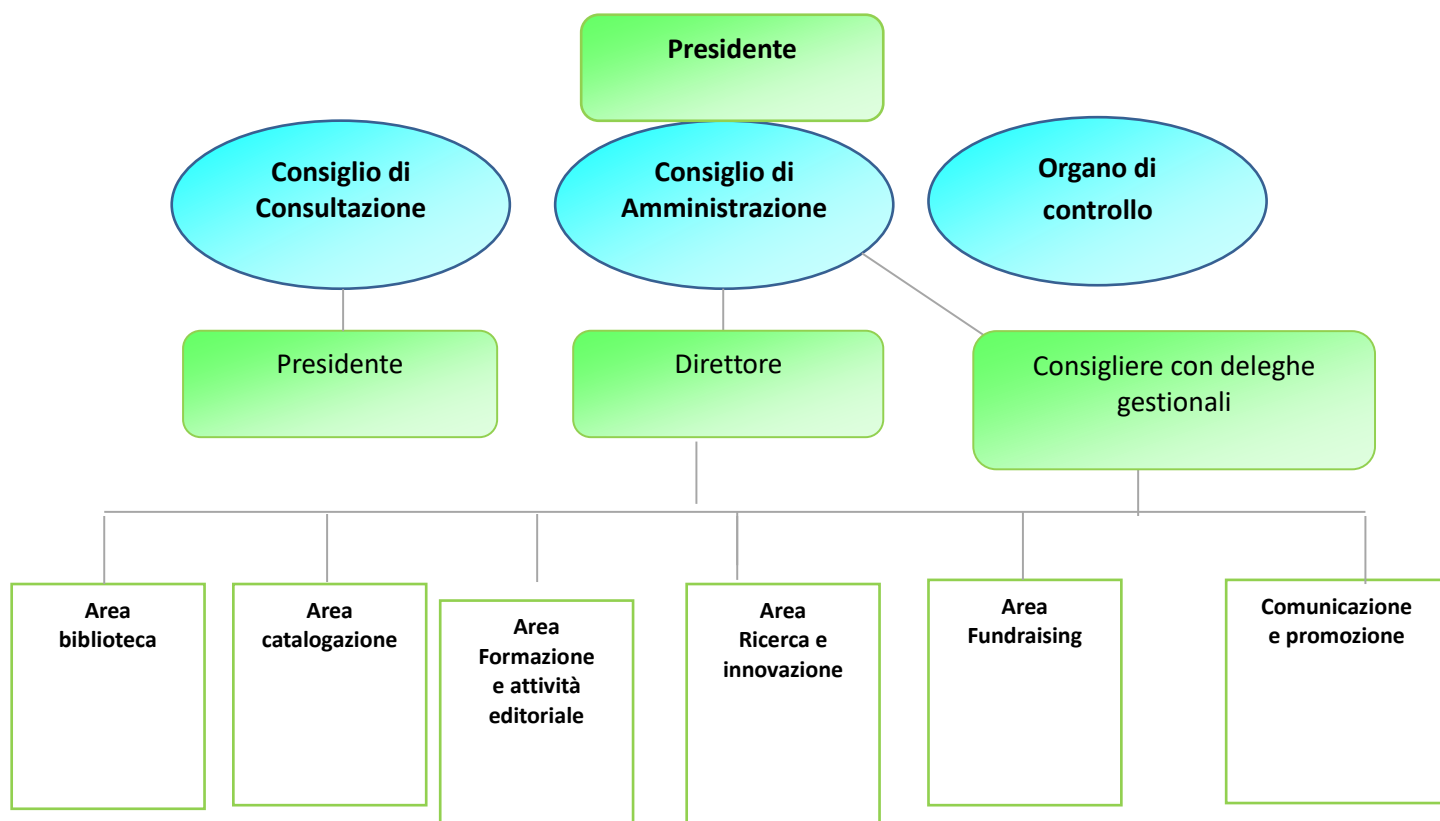 Presidente
Consiglio di
Consultazione
Consiglio di
Amministrazione
Organo di
controllo
Presidente
Direttore
Consigliere con deleghe
gestionali
Area
biblioteca
Area
catalogazione
Area
Formazione
e attività
editoriale
Area
Ricerca e
innovazione
Area
Fundraising
Comunicazione
e promozione